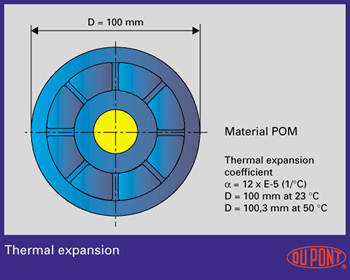 D = 100 mm
Material POM
Thermal expansion
coefficient
α = 12 x E-5 (1/°C)
D = 100 mm at 23 °C
D = 100,3 mm at 50 °C
Thermal expansion
DU PONT